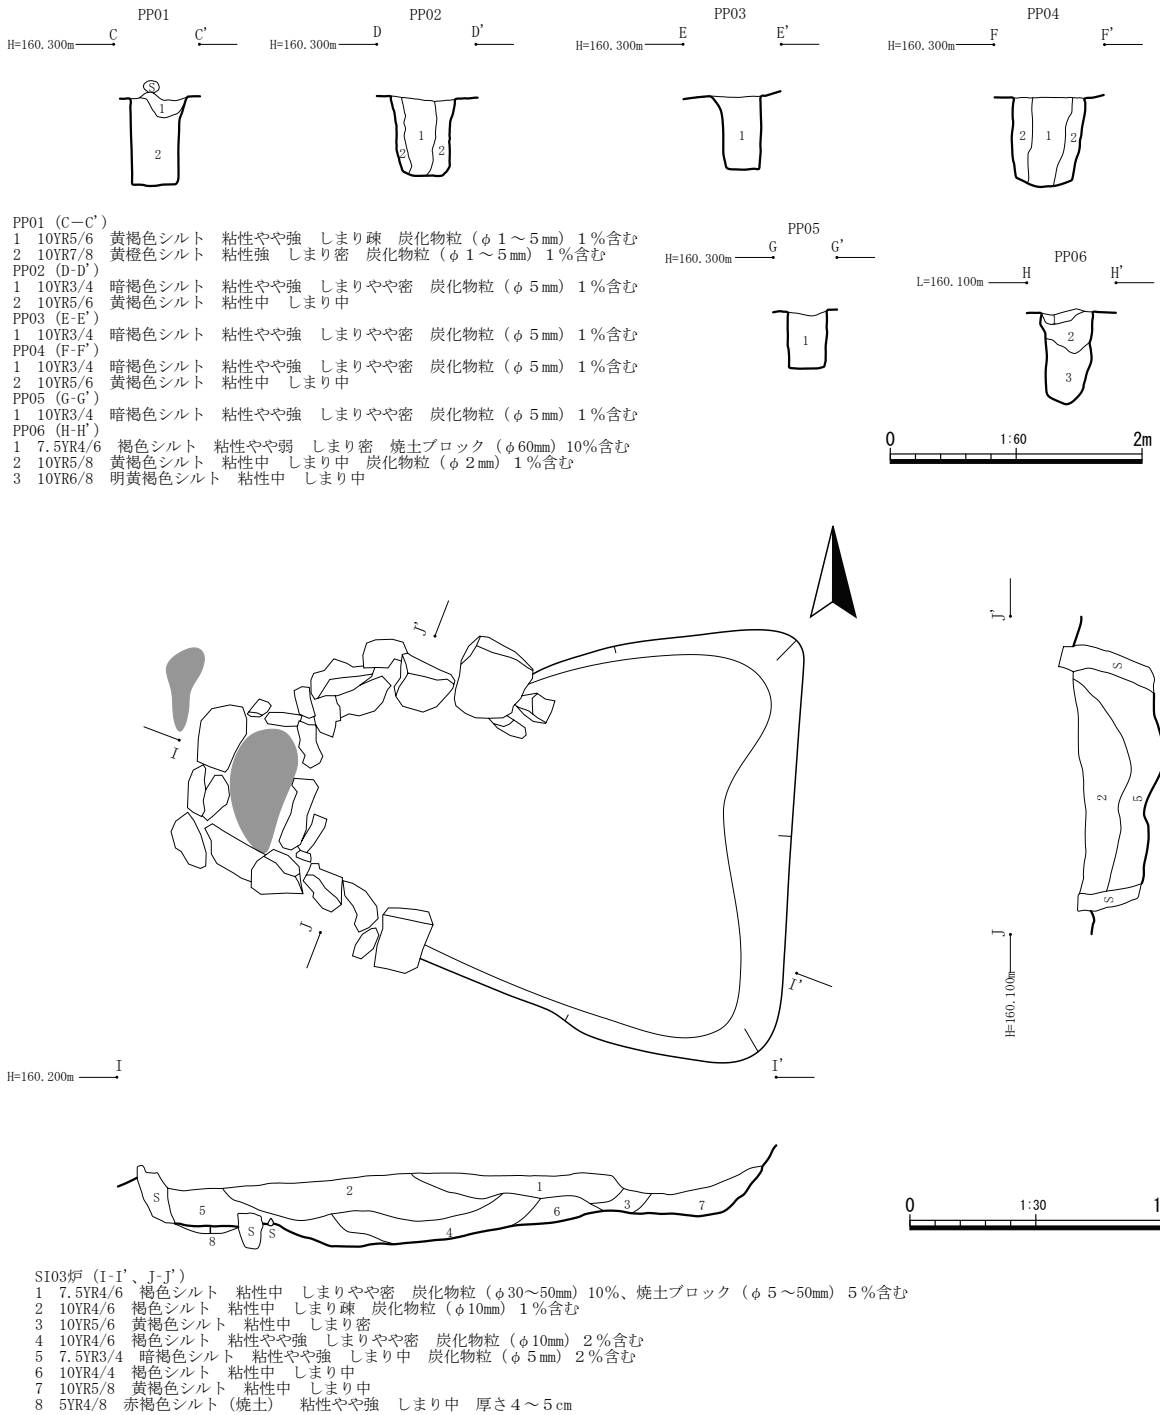 PP01
PP02
PP03
PP04
H=160.300m C C'
H=160.300m D D'
H=160.300m E E'
H=160.300m F F'
S
1
2
1
2
2
1
2
1
2
PP01 (C－C')
1 10YR5/6 黄褐色シルト 粘性やや強 しまり疎 炭化物粒（φ１～５㎜）１％含む
2 10YR7/8 黄橙色シルト 粘性強 しまり密 炭化物粒（φ１～５㎜）１％含む
PP02 (D-D')
1 10YR3/4 暗褐色シルト 粘性やや強 しまりやや密 炭化物粒（φ５㎜）１％含む
2 10YR5/6 黄褐色シルト 粘性中 しまり中
PP03 (E-E')
1 10YR3/4 暗褐色シルト 粘性やや強 しまりやや密 炭化物粒（φ５㎜）１％含む
PP04 (F-F')
1 10YR3/4 暗褐色シルト 粘性やや強 しまりやや密 炭化物粒（φ５㎜）１％含む
2 10YR5/6 黄褐色シルト 粘性中 しまり中
PP05 (G-G')
1 10YR3/4 暗褐色シルト 粘性やや強 しまりやや密 炭化物粒（φ５㎜）１％含む
PP06 (H-H')
1 7.5YR4/6 褐色シルト 粘性やや弱 しまり密 焼土ブロック（φ60㎜）10％含む
2 10YR5/8 黄褐色シルト 粘性中 しまり中 炭化物粒（φ２㎜）１％含む
3 10YR6/8 明黄褐色シルト 粘性中 しまり中
PP05
H=160.300m G G'
1
PP06
L=160.100m H H'
2
3
0 1:60 2m
J'
I
J
I'
J'
S
2
5
S
J
H=160.100m
H=160.200m I I'
S
5
8
S
S
2
1
4
6
3
7
0 1:30 1
SI03炉（I-I'、J-J'）
1 7.5YR4/6 褐色シルト 粘性中 しまりやや密 炭化物粒（φ30～50㎜）10％、焼土ブロック（φ５～50㎜）５％含む
2 10YR4/6 褐色シルト 粘性中 しまり疎 炭化物粒（φ10㎜）１％含む
3 10YR5/6 黄褐色シルト 粘性中 しまり密
4 10YR4/6 褐色シルト 粘性やや強 しまりやや密 炭化物粒（φ10㎜）２％含む
5 7.5YR3/4 暗褐色シルト 粘性やや強 しまり中 炭化物粒（φ５㎜）２％含む
6 10YR4/4 褐色シルト 粘性中 しまり中
7 10YR5/8 黄褐色シルト 粘性中 しまり中
8 5YR4/8 赤褐色シルト（焼土） 粘性やや強 しまり中 厚さ４～５㎝